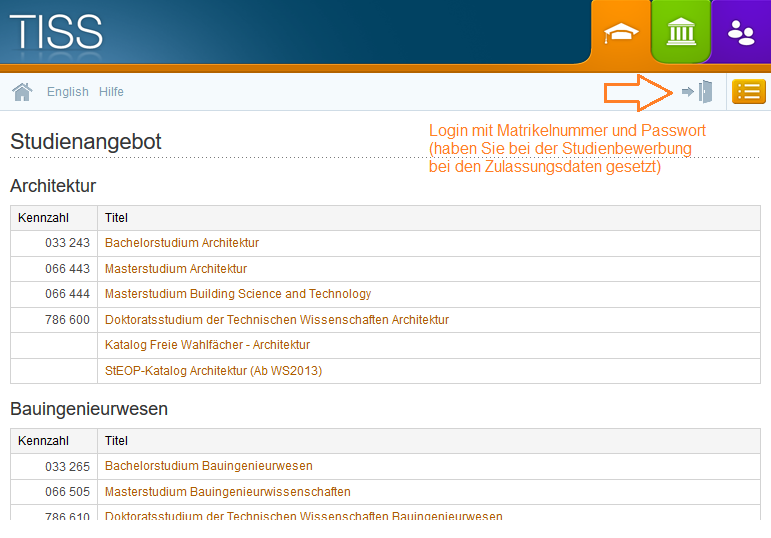 TISS
English Hilfe
Login mit Matrikelnummer und Passwort
(haben Sie bei der Studienbewerbung
bei den Zulassungsdaten gesetzt)
Studienangebot
Architektur
Kennzahl Titel
033 243 Bachelorstudium Architektur
066 443 Masterstudium Architektur
066 444 Masterstudium Building Science and Technology
786 600 Doktoratsstudium der Technischen Wissenschaften Architektur
Katalog Freie Wahlfächer - Architektur
StEOP-Katalog Architektur (Ab WS2013)
Bauingenieurwesen
Kennzahl Titel
033 265 Bachelorstudium Bauingenieurwesen
066 505 Masterstudium Bauingenieurwissenschaften
786 610 Doktoratsstudium der Technischen Wissenschaften Bauingenieurwesen